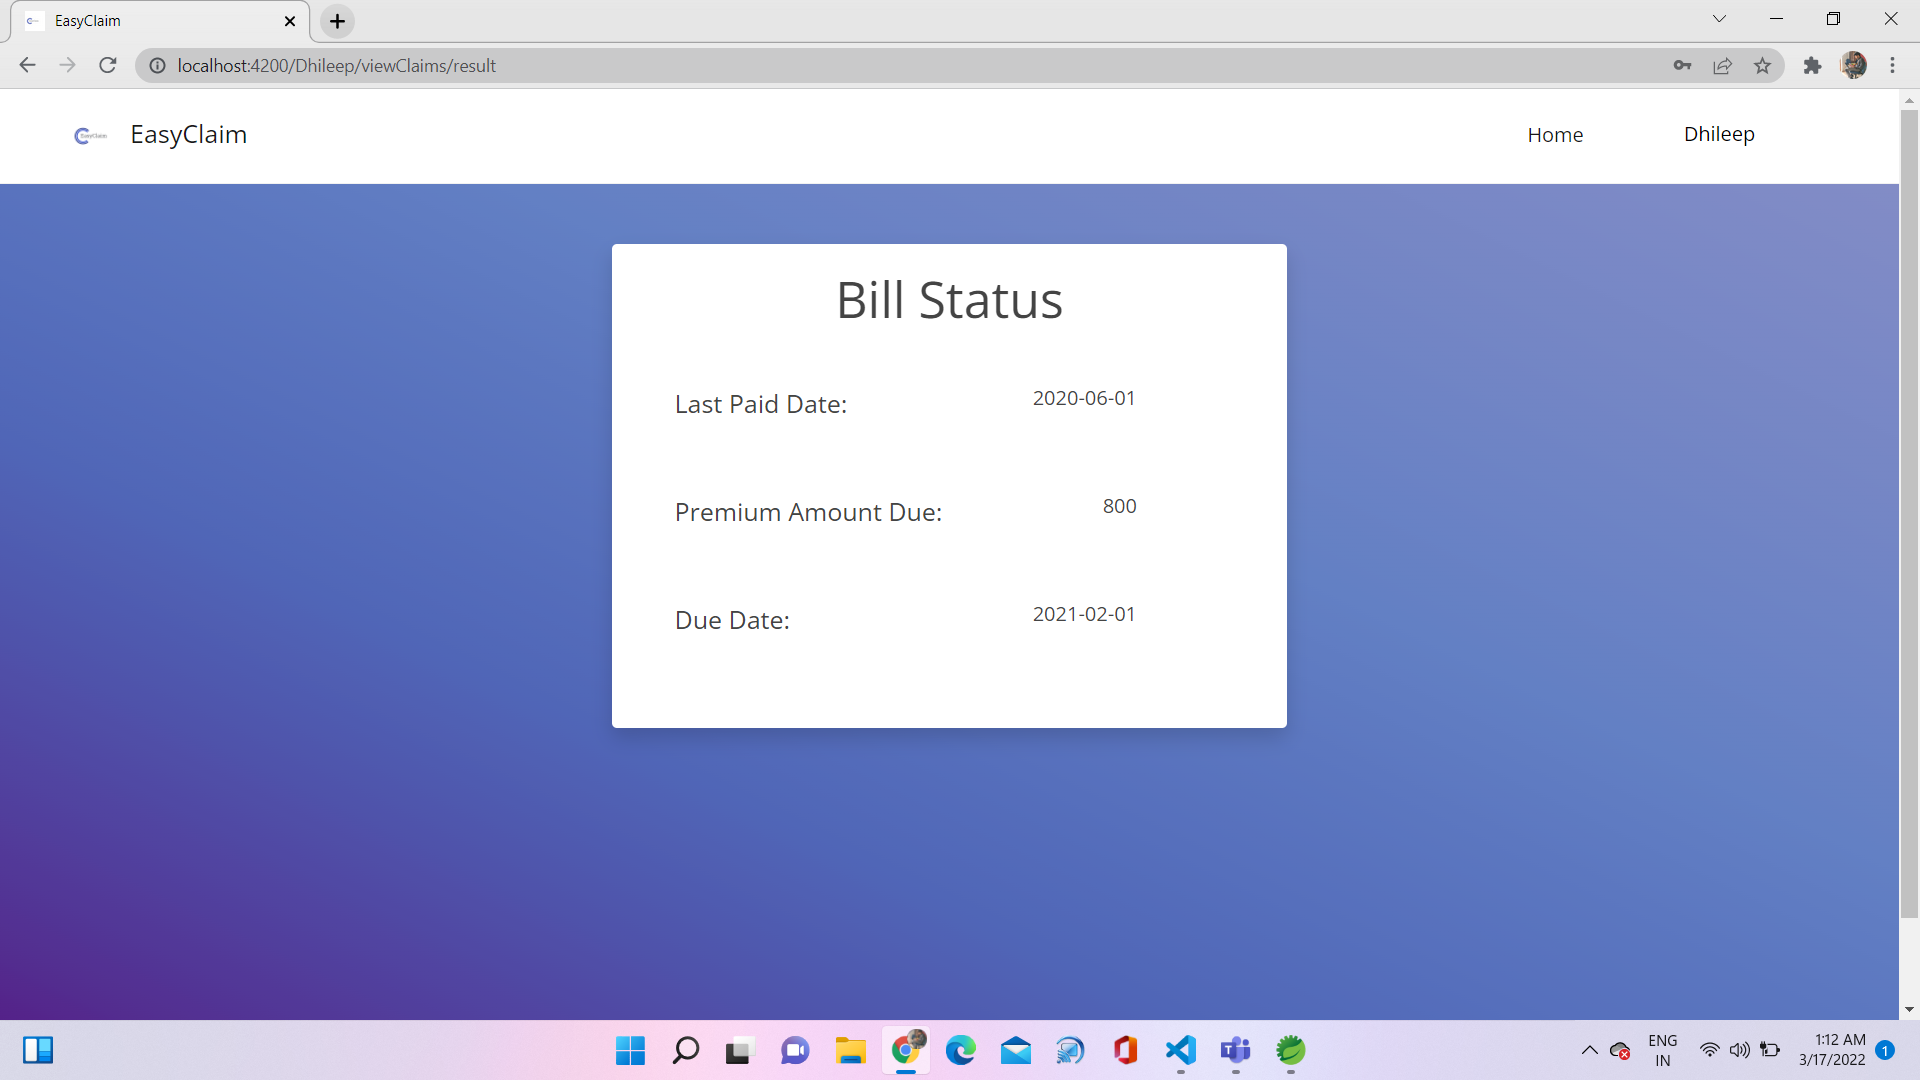 EasyClaim
localhost:4200/Dhileep/viewClaims/result
EasyClaim
Home
Dhileep
Bill Status
Last Paid Date: 2020-06-01
Premium Amount Due: 800
Due Date: 2021-02-01
ENG
IN
1:12 AM
3/17/2022
1